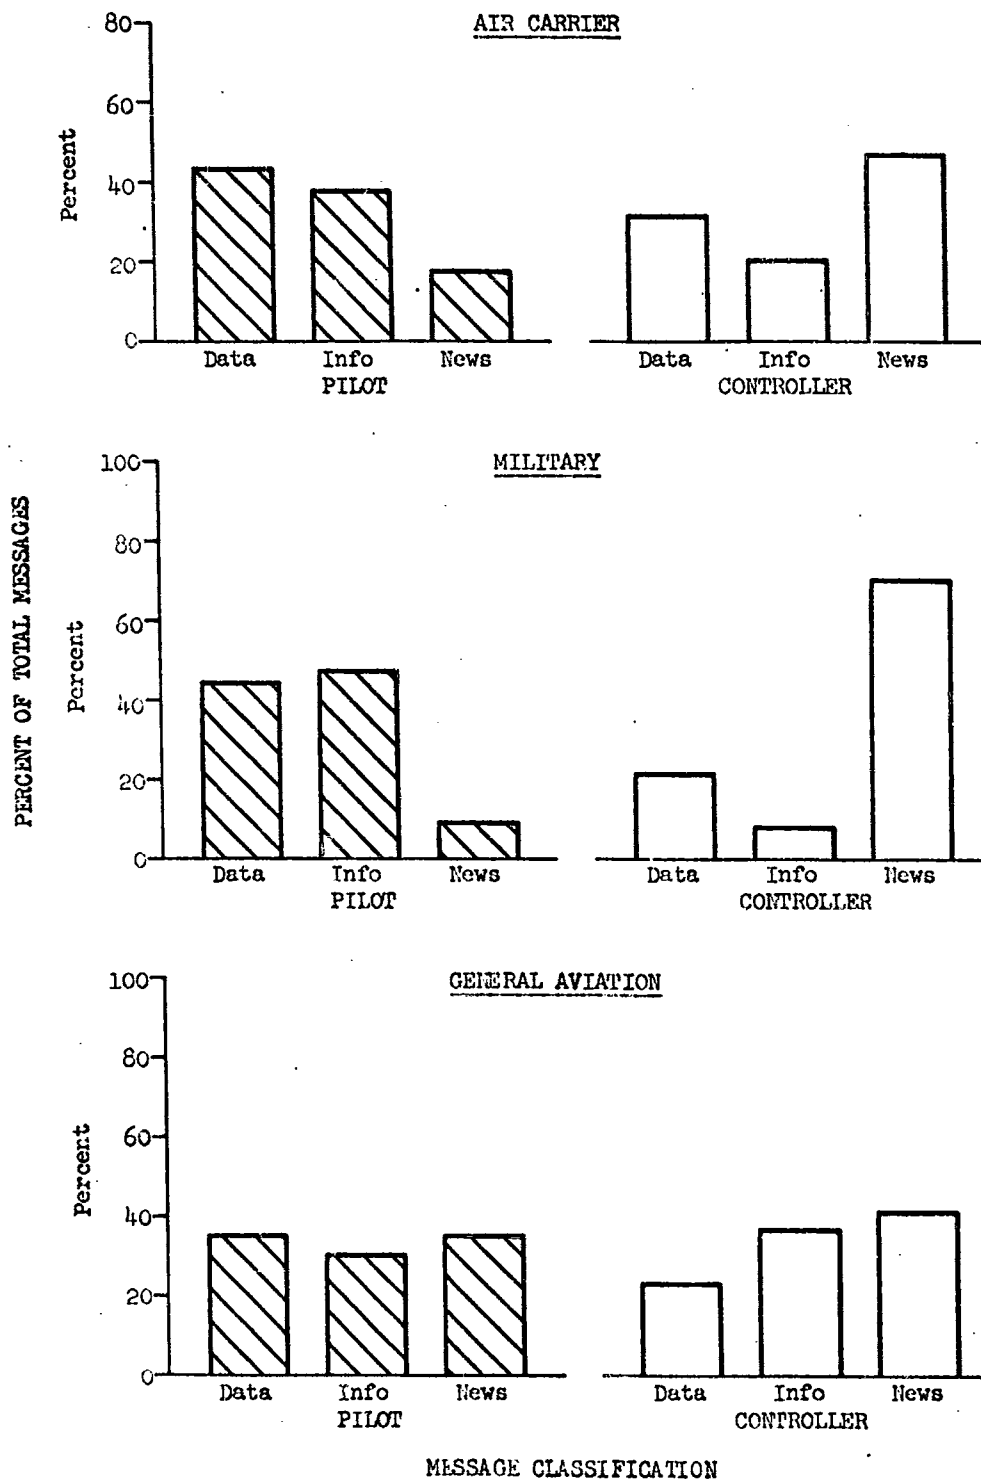 AIR CARRIER
80
60
40
20
0
Percent
Data Info News
PILOT
Data Info News
CONTROLLER
PERCENT OF TOTAL MESSAGES
MILITARY
100
80
60
40
20
0
Percent
Data Info News
PILOT
Data Info News
CONTROLLER
GENERAL AVIATION
100
80
60
40
20
0
Percent
Data Info News
PILOT
Data Info News
CONTROLLER
MESSAGE CLASSIFICATION